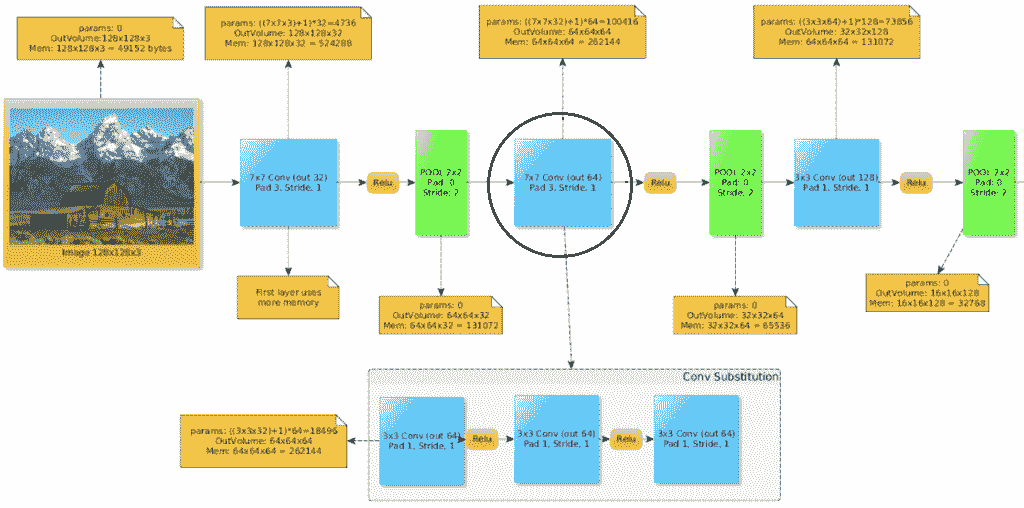 params: 0
OutVolume:128x128x3
Mem: 128x128x3 = 49152 bytes
params: ((7x7x3)+1)*32=4736
OutVolume: 128x128x32
Mem: 128x128x32 = 524288
params: ((7x7x32)+1)*64=100416
OutVolume: 64x64x64
Mem: 64x64x64 = 262144
params: ((3x3x64)+1)*128=73856
OutVolume: 32x32x128
Mem: 64x64x64 = 131072
Image 128x128x3
7x7 Conv (out 32)
Pad 3, Stride, 1
Relu
POOL 2x2
Pad: 0
Stride: 2
7x7 Conv (out 64)
Pad 3, Stride, 1
Relu
POOL 2x2
Pad: 0
Stride: 2
3x3 Conv (out 128)
Pad 1, Stride, 1
Relu
POOL 2x2
Pad: 0
Stride: 2
First layer uses
more memory
params: 0
OutVolume: 64x64x32
Mem: 64x64x32 = 131072
params: 0
OutVolume: 32x32x64
Mem: 32x32x64 = 65536
params: 0
OutVolume: 16x16x128
Mem: 16x16x128 = 32768
Conv Substitution
params: ((3x3x32)+1)*64=18496
OutVolume: 64x64x64
Mem: 64x64x64 = 262144
3x3 Conv (out 64)
Pad 1, Stride, 1
Relu
3x3 Conv (out 64)
Pad 1, Stride, 1
Relu
3x3 Conv (out 64)
Pad 1, Stride, 1